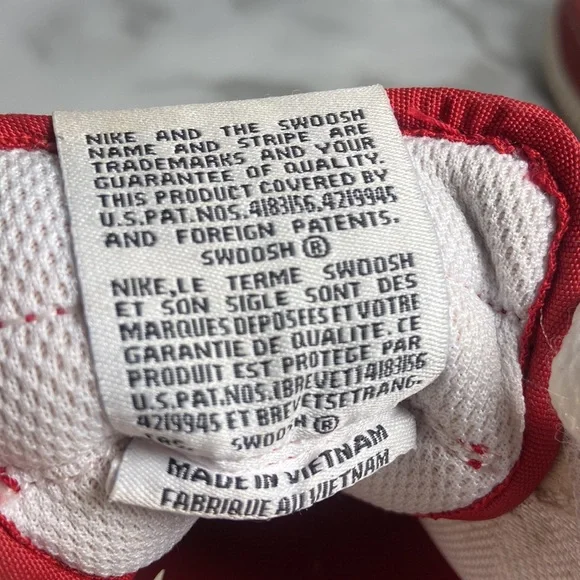 NIKE AND THE SWOOSH
NAME AND STRIPE ARE
TRADEMARKS AND YOUR
GUARANTEE OF QUALITY.
THIS PRODUCT COVERED BY
U.S.PAT.NOS.4183156.4219945
AND FOREIGN PATENTS.
SWOOSH ®
NIKE,LE TERME SWOOSH
ET SON SIGLE SONT DES
MARQUES DEPOSEES ET VOTRE
GARANTIE DE QUALITE. CE
PRODUIT EST PROTEGE PAR
U.S.PAT.NOS.(BREVET) 4183156
4219945 ET BREVETS ETRANG.
SWOOSH ®
MADE IN VIETNAM
FABRIQUE AU VIETNAM